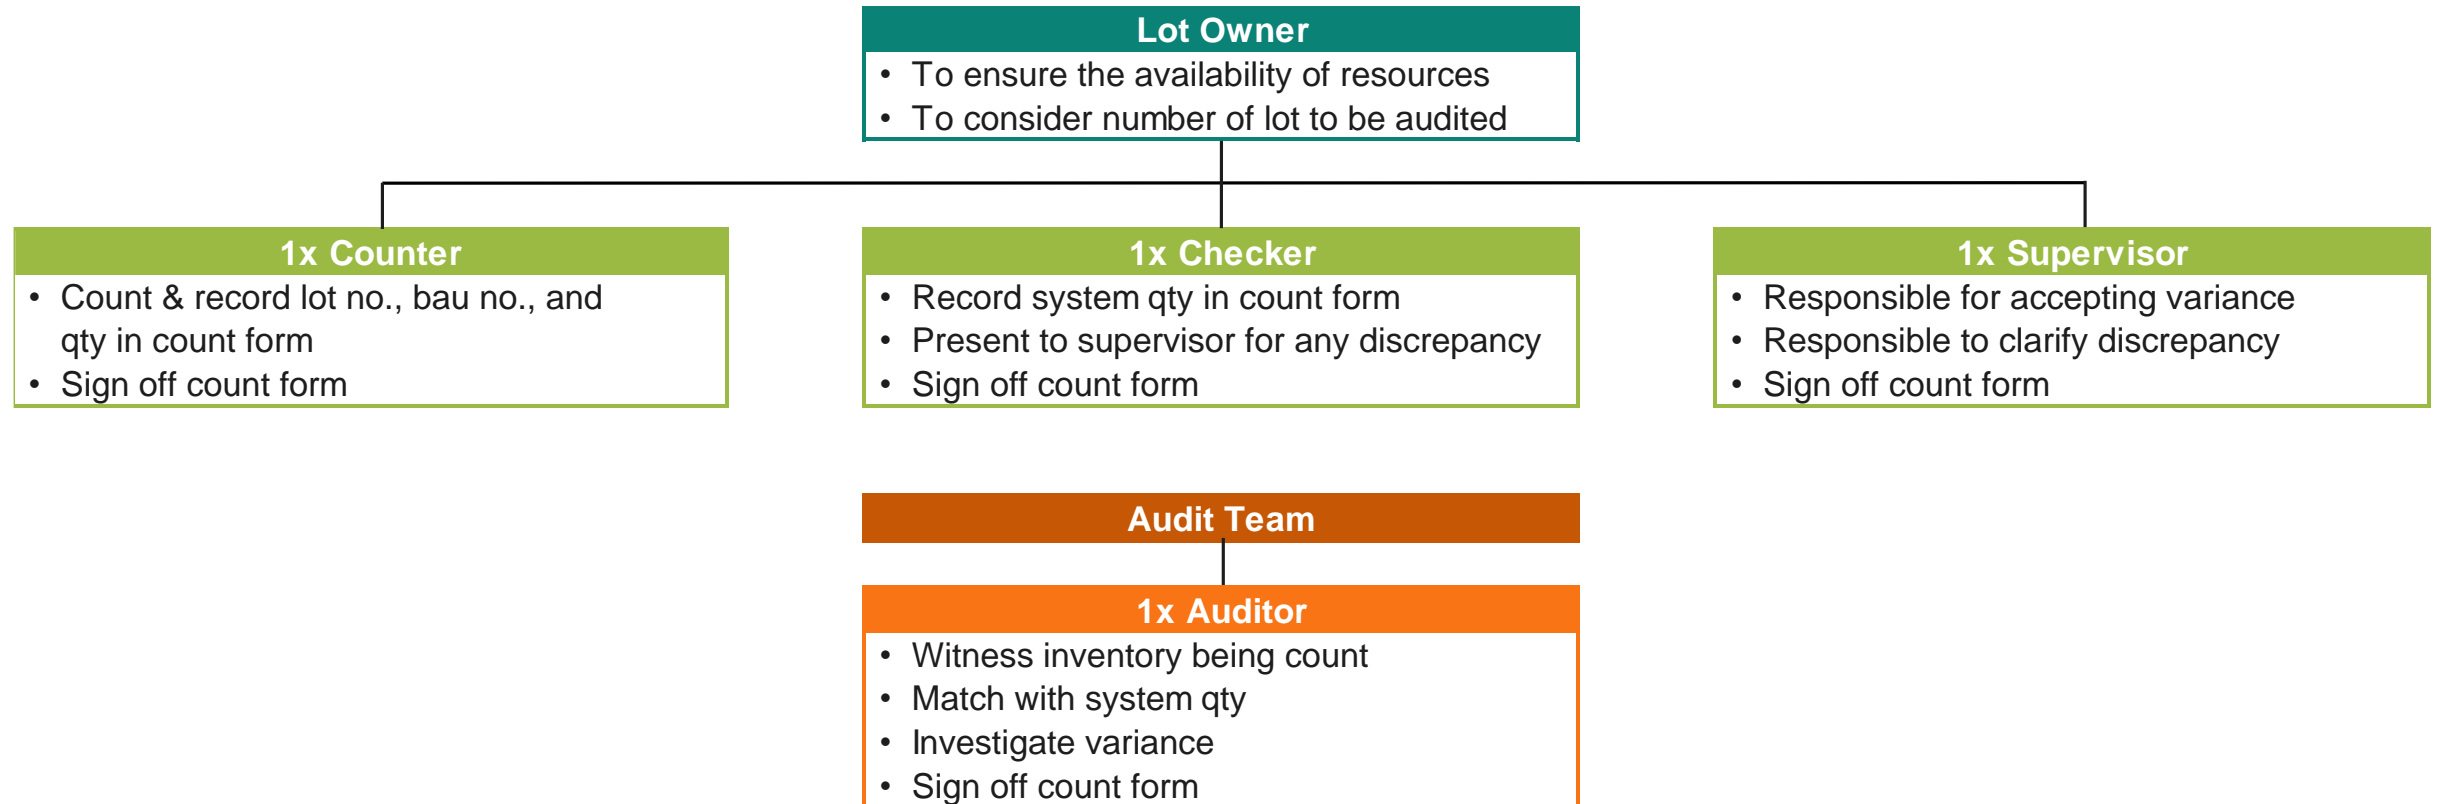 Lot Owner
• To ensure the availability of resources
• To consider number of lot to be audited
1x Counter
• Count & record lot no., bau no., and
qty in count form
• Sign off count form
1x Checker
• Record system qty in count form
• Present to supervisor for any discrepancy
• Sign off count form
1x Supervisor
• Responsible for accepting variance
• Responsible to clarify discrepancy
• Sign off count form
Audit Team
1x Auditor
• Witness inventory being count
• Match with system qty
• Investigate variance
• Sign off count form